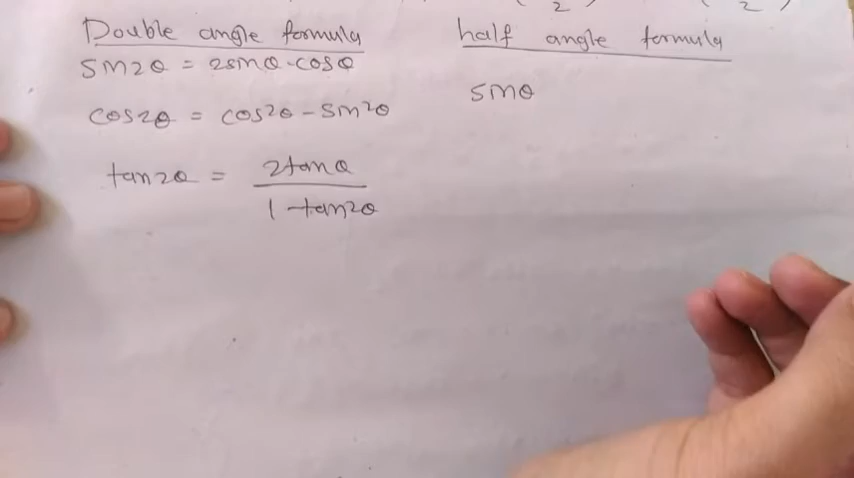 Double angle formula
sin2θ = 2sinθ·cosθ
cos2θ = cos²θ - sin²θ
tan2θ = 2tanθ
1 - tan²θ
half angle formula
sinθ